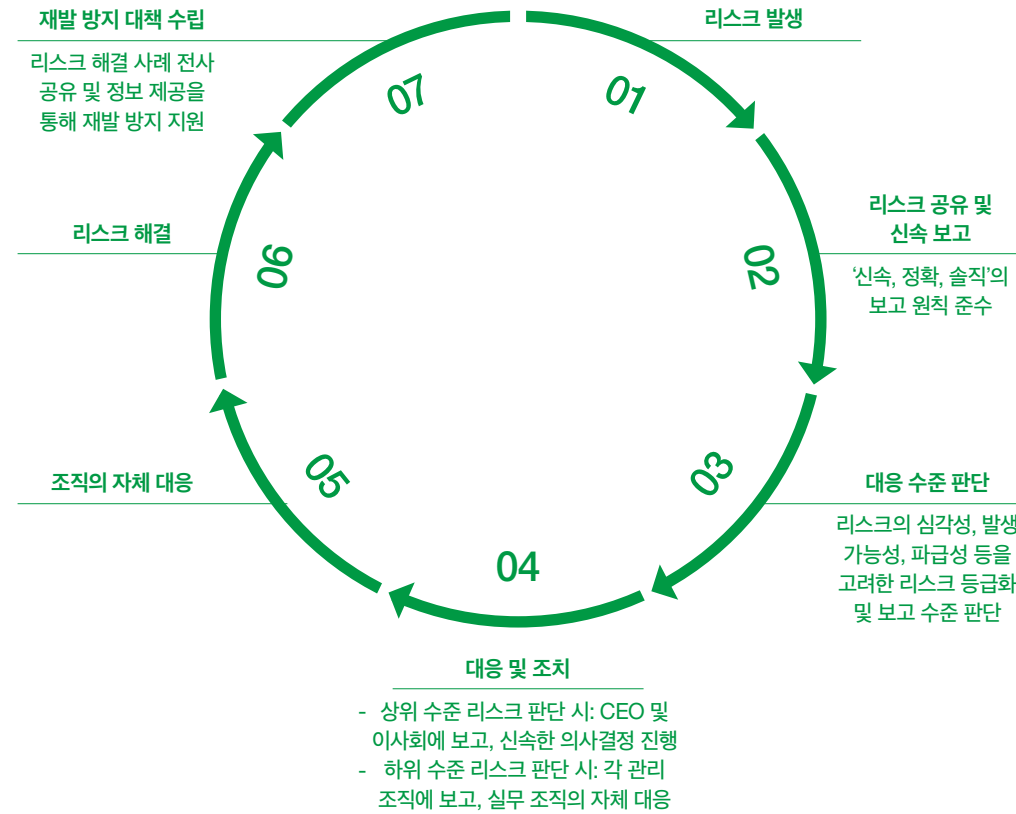 01
리스크 발생
02
리스크 공유 및
신속 보고
‘신속, 정확, 솔직’의
보고 원칙 준수
03
대응 수준 판단
리스크의 심각성, 발생
가능성, 파급성 등을
고려한 리스크 등급화
및 보고 수준 판단
04
대응 및 조치
- 상위 수준 리스크 판단 시: CEO 및
이사회에 보고, 신속한 의사결정 진행
- 하위 수준 리스크 판단 시: 각 관리
조직에 보고, 실무 조직의 자체 대응
05
조직의 자체 대응
06
리스크 해결
07
재발 방지 대책 수립
리스크 해결 사례 전사
공유 및 정보 제공을
통해 재발 방지 지원